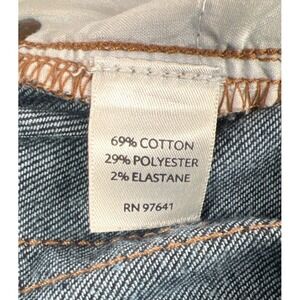 69% COTTON
29% POLYESTER
2% ELASTANE
RN 97641